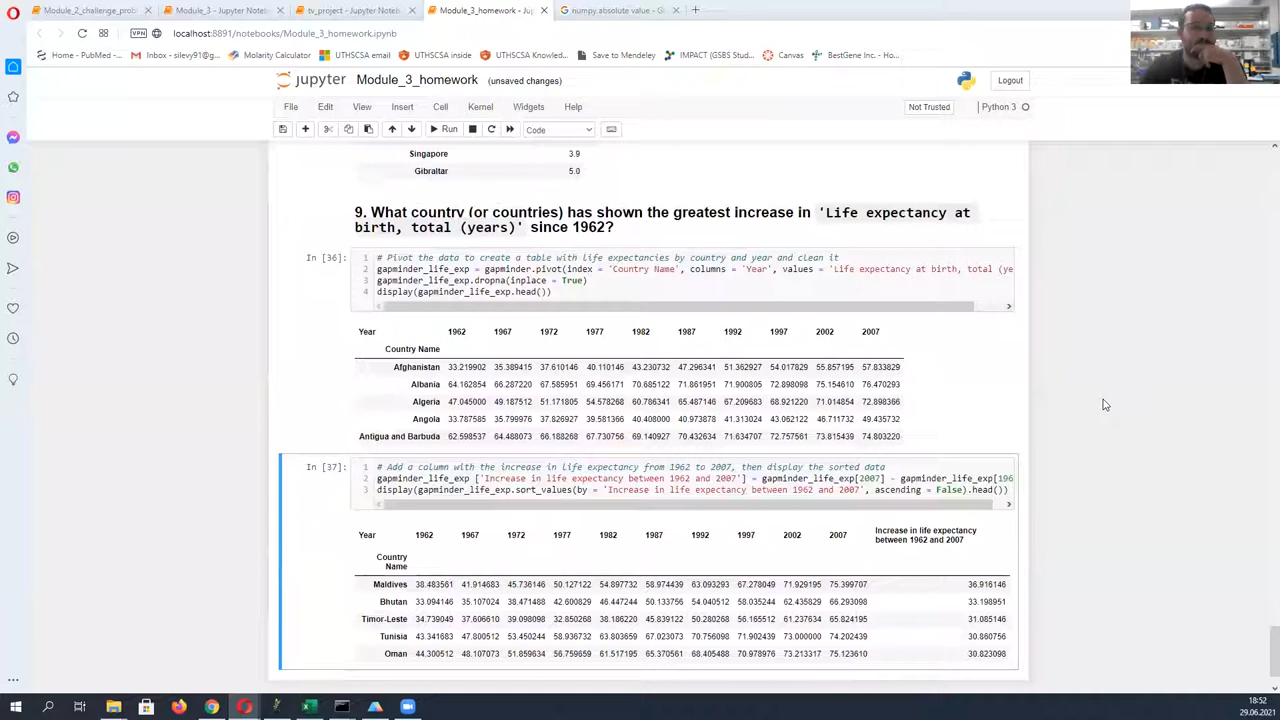 Module_2_challenge_prob
Module_3 - Jupyter Noteb
tv_project - Jupyter Noteb
Module_3_homework - Jup
numpy.absolute value - Goo
VPN
localhost:8891/notebooks/Module_3_homework.ipynb
Home - PubMed -...
Inbox - silevy91@gm...
Molarity Calculator
UTHSCSA email
UTHSCSA Knowled...
UTHSCSA email
Save to Mendeley
IMPACT (GSBS Stud...
Canvas
BestGene Inc. - Ho...
jupyter Module_3_homework (unsaved changes)
Logout
File Edit View Insert Cell Kernel Widgets Help
Not Trusted Python 3
Run Code
Singapore 3.9
Gibraltar 5.0
9. What country (or countries) has shown the greatest increase in 'Life expectancy at
birth, total (years)' since 1962?
In [36]:
1 # Pivot the data to create a table with life expectancies by country and year and clean it
2 gapminder_life_exp = gapminder.pivot(index = 'Country Name', columns = 'Year', values = 'Life expectancy at birth, total (ye
3 gapminder_life_exp.dropna(inplace = True)
4 display(gapminder_life_exp.head())
Year 1962 1967 1972 1977 1982 1987 1992 1997 2002 2007
Country Name
Afghanistan 33.219902 35.389415 37.610146 40.110146 43.230732 47.296341 51.362927 54.017829 55.857195 57.833829
Albania 64.162854 66.287220 67.585951 69.456171 70.685122 71.861951 71.900805 72.898098 75.154610 76.470293
Algeria 47.045000 49.187512 51.171805 54.578268 60.786341 65.487146 67.209683 68.921220 71.014854 72.898366
Angola 33.787585 35.799976 37.826927 39.581366 40.408000 40.973878 41.313024 43.062122 46.711732 49.435732
Antigua and Barbuda 62.598537 64.488073 66.188268 67.730756 69.140927 70.432634 71.634707 72.757561 73.815439 74.803220
In [37]:
1 # Add a column with the increase in life expectancy from 1962 to 2007, then display the sorted data
2 gapminder_life_exp ['Increase in life expectancy between 1962 and 2007'] = gapminder_life_exp[2007] - gapminder_life_exp[196
3 display(gapminder_life_exp.sort_values(by = 'Increase in life expectancy between 1962 and 2007', ascending = False).head())
Year 1962 1967 1972 1977 1982 1987 1992 1997 2002 2007 Increase in life expectancy
between 1962 and 2007
Country
Name
Maldives 38.483561 41.914683 45.736146 50.127122 54.897732 58.974439 63.093293 67.278049 71.929195 75.399707 36.916146
Bhutan 33.094146 35.107024 38.471488 42.600829 46.447244 50.133756 54.040512 58.035244 62.435829 66.293098 33.198951
Timor-Leste 34.739049 37.606610 39.098098 32.850268 38.186220 45.839122 50.280268 56.165512 61.237634 65.824195 31.085146
Tunisia 43.341683 47.800512 53.450244 58.936732 63.803659 67.023073 70.756098 71.902439 73.000000 74.202439 30.860756
Oman 44.300512 48.107073 51.859634 56.759659 61.517195 65.370561 68.405488 70.978976 73.213317 75.123610 30.823098
18:52
29.06.2021